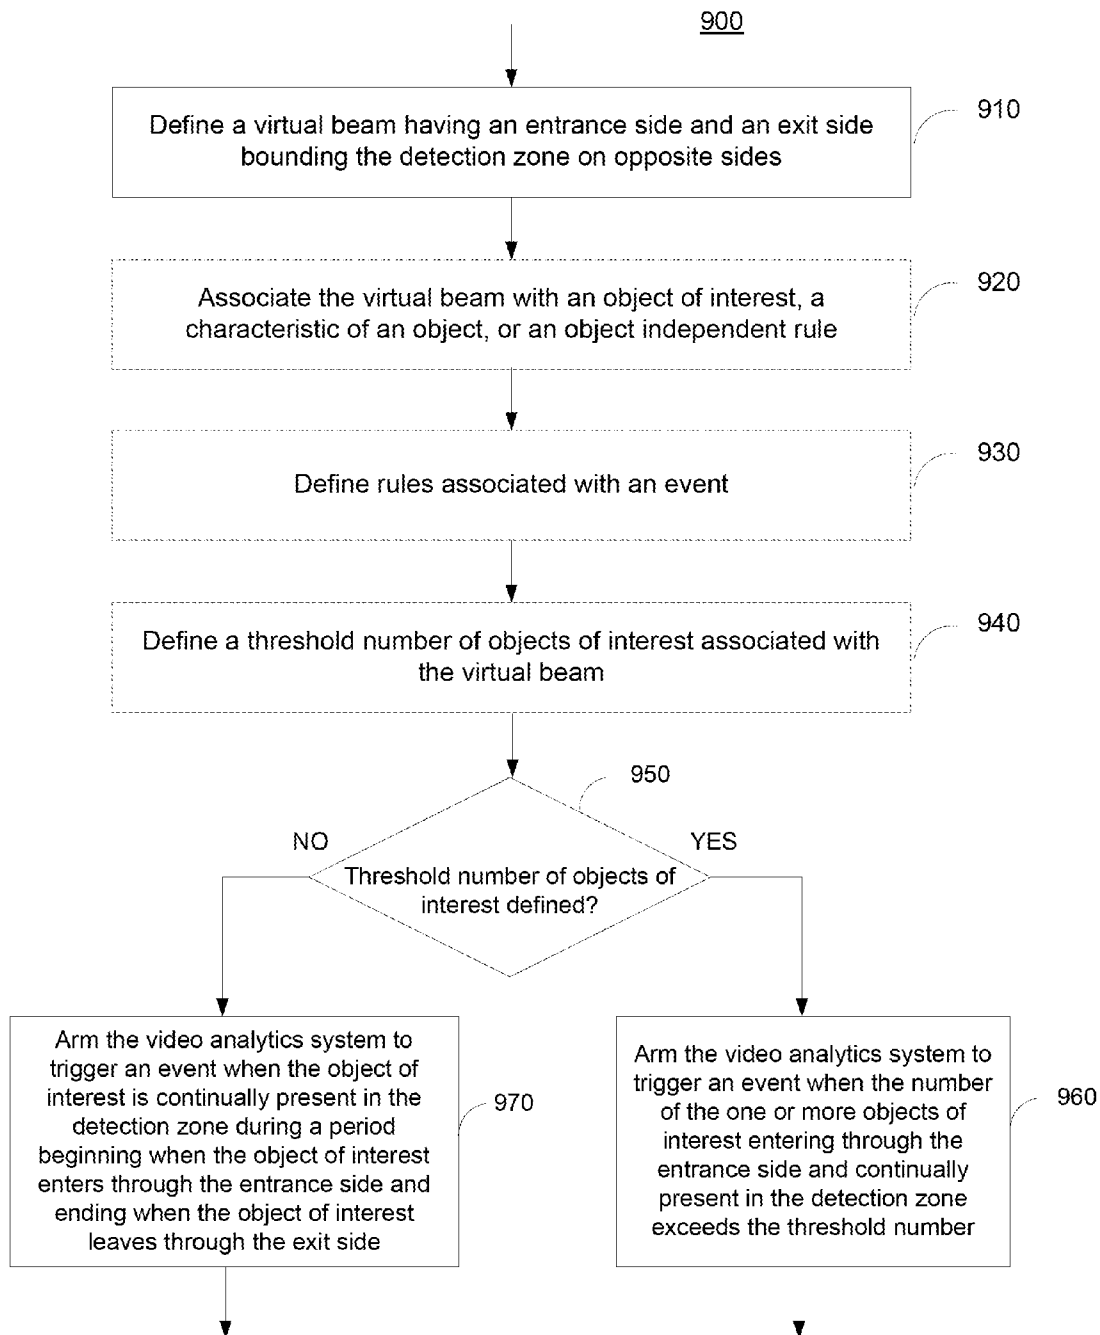 900
Define a virtual beam having an entrance side and an exit side
bounding the detection zone on opposite sides
910
Associate the virtual beam with an object of interest, a
characteristic of an object, or an object independent rule
920
Define rules associated with an event
930
Define a threshold number of objects of interest associated with
the virtual beam
940
950
NO
YES
Threshold number of objects of
interest defined?
Arm the video analytics system to
trigger an event when the object of
interest is continually present in the
detection zone during a period
beginning when the object of interest
enters through the entrance side and
ending when the object of interest
leaves through the exit side
970
Arm the video analytics system to
trigger an event when the number
of the one or more objects of
interest entering through the
entrance side and continually
present in the detection zone
exceeds the threshold number
960